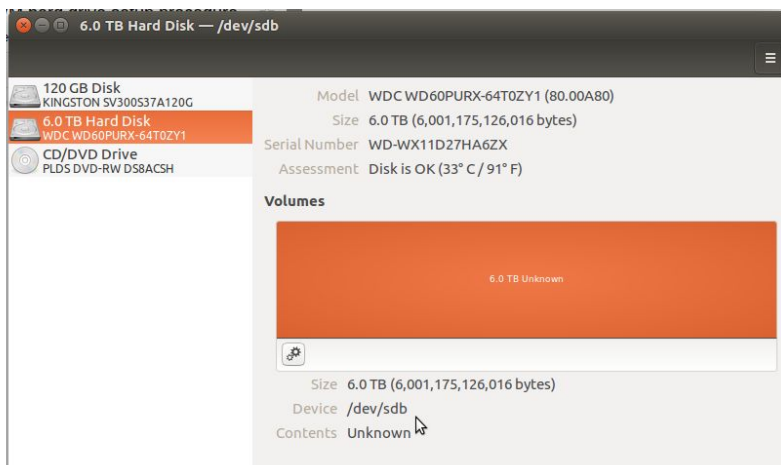 6.0 TB Hard Disk — /dev/sdb
120 GB Disk
KINGSTON SV300S37A120G
6.0 TB Hard Disk
WDC WD60PURX-64T0ZY1
CD/DVD Drive
PLDS DVD-RW DS8ACSH
Model WDC WD60PURX-64T0ZY1 (80.00A80)
Size 6.0 TB (6,001,175,126,016 bytes)
Serial Number WD-WX11D27HA6ZX
Assessment Disk is OK (33° C / 91° F)
Volumes
6.0 TB Unknown
Size 6.0 TB (6,001,175,126,016 bytes)
Device /dev/sdb
Contents Unknown